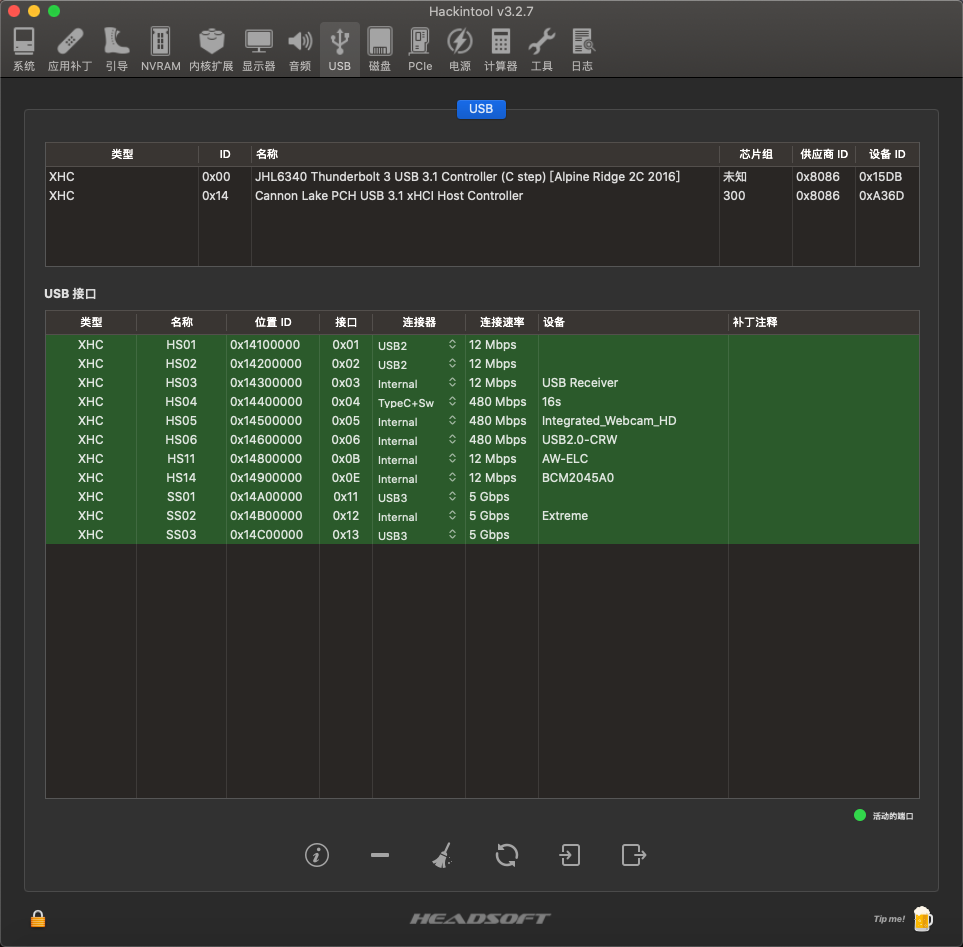 Hackintool v3.2.7
系统 应用补丁 引导 NVRAM 内核扩展 显示器 音频 USB 磁盘 PCIe 电源 计算器 工具 日志
USB
类型 ID 名称 芯片组 供应商 ID 设备 ID
XHC 0x00 JHL6340 Thunderbolt 3 USB 3.1 Controller (C step) [Alpine Ridge 2C 2016] 未知 0x8086 0x15DB
XHC 0x14 Cannon Lake PCH USB 3.1 xHCI Host Controller 300 0x8086 0xA36D
USB 接口
类型 名称 位置 ID 接口 连接器 连接速率 设备 补丁注释
XHC HS01 0x14100000 0x01 USB2 12 Mbps
XHC HS02 0x14200000 0x02 USB2 12 Mbps
XHC HS03 0x14300000 0x03 Internal 12 Mbps USB Receiver
XHC HS04 0x14400000 0x04 TypeC+Sw 480 Mbps 16s
XHC HS05 0x14500000 0x05 Internal 480 Mbps Integrated_Webcam_HD
XHC HS06 0x14600000 0x06 Internal 480 Mbps USB2.0-CRW
XHC HS11 0x14800000 0x0B Internal 12 Mbps AW-ELC
XHC HS14 0x14900000 0x0E Internal 12 Mbps BCM2045A0
XHC SS01 0x14A00000 0x11 USB3 5 Gbps
XHC SS02 0x14B00000 0x12 Internal 5 Gbps Extreme
XHC SS03 0x14C00000 0x13 USB3 5 Gbps
活动的端口
HEADSOFT
Tip me!